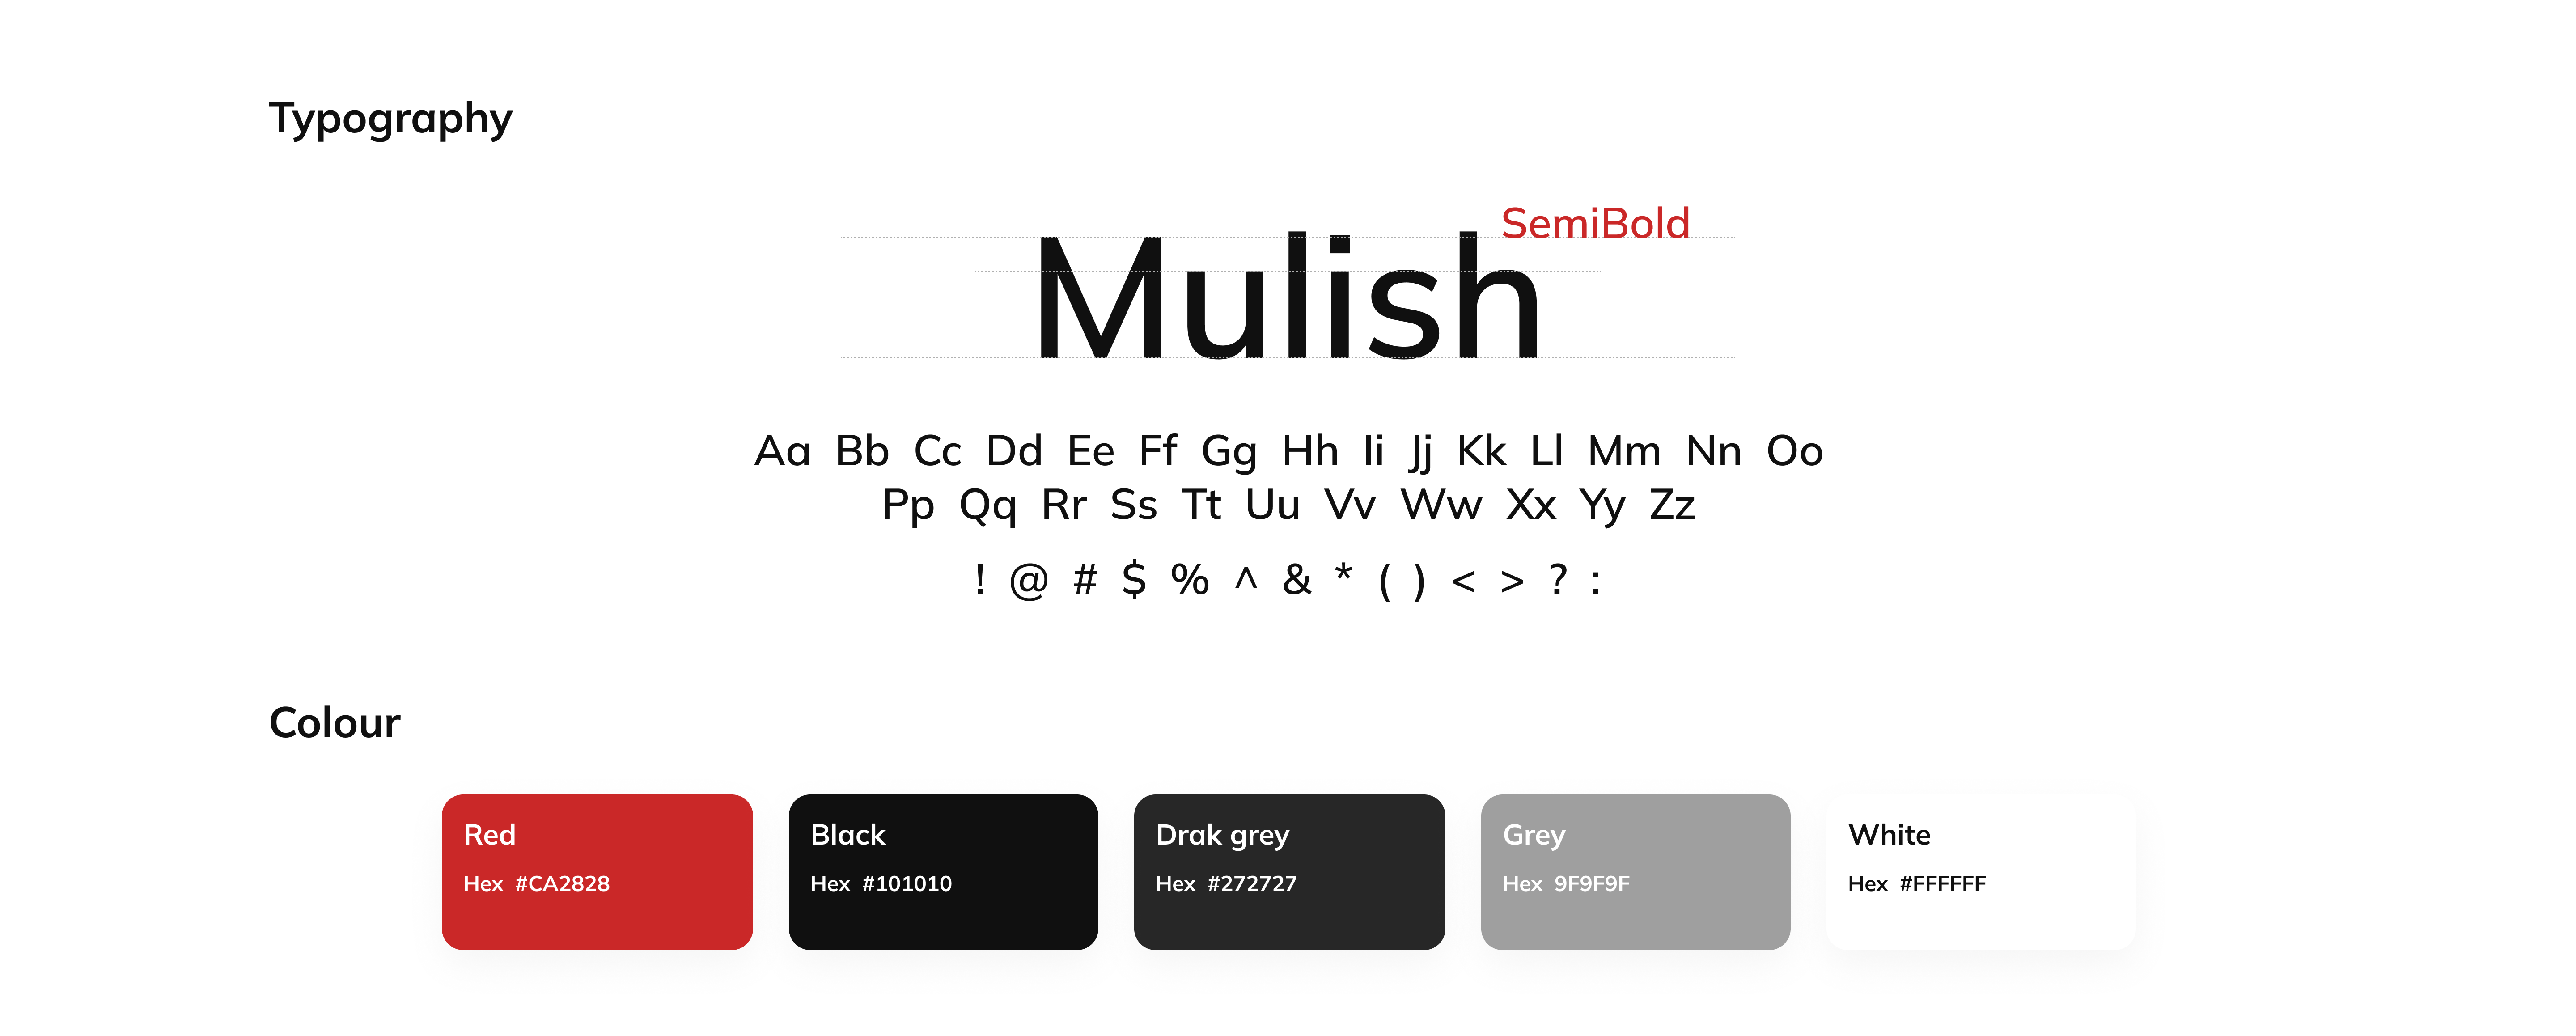 Typography
SemiBold
Mulish
Aa Bb Cc Dd Ee Ff Gg Hh Ii Jj Kk Ll Mm Nn Oo
Pp Qq Rr Ss Tt Uu Vv Ww Xx Yy Zz
! @ # $ % ^ & * ( ) < > ? :
Colour
Red
Hex #CA2828
Black
Hex #101010
Drak grey
Hex #272727
Grey
Hex 9F9F9F
White
Hex #FFFFFF